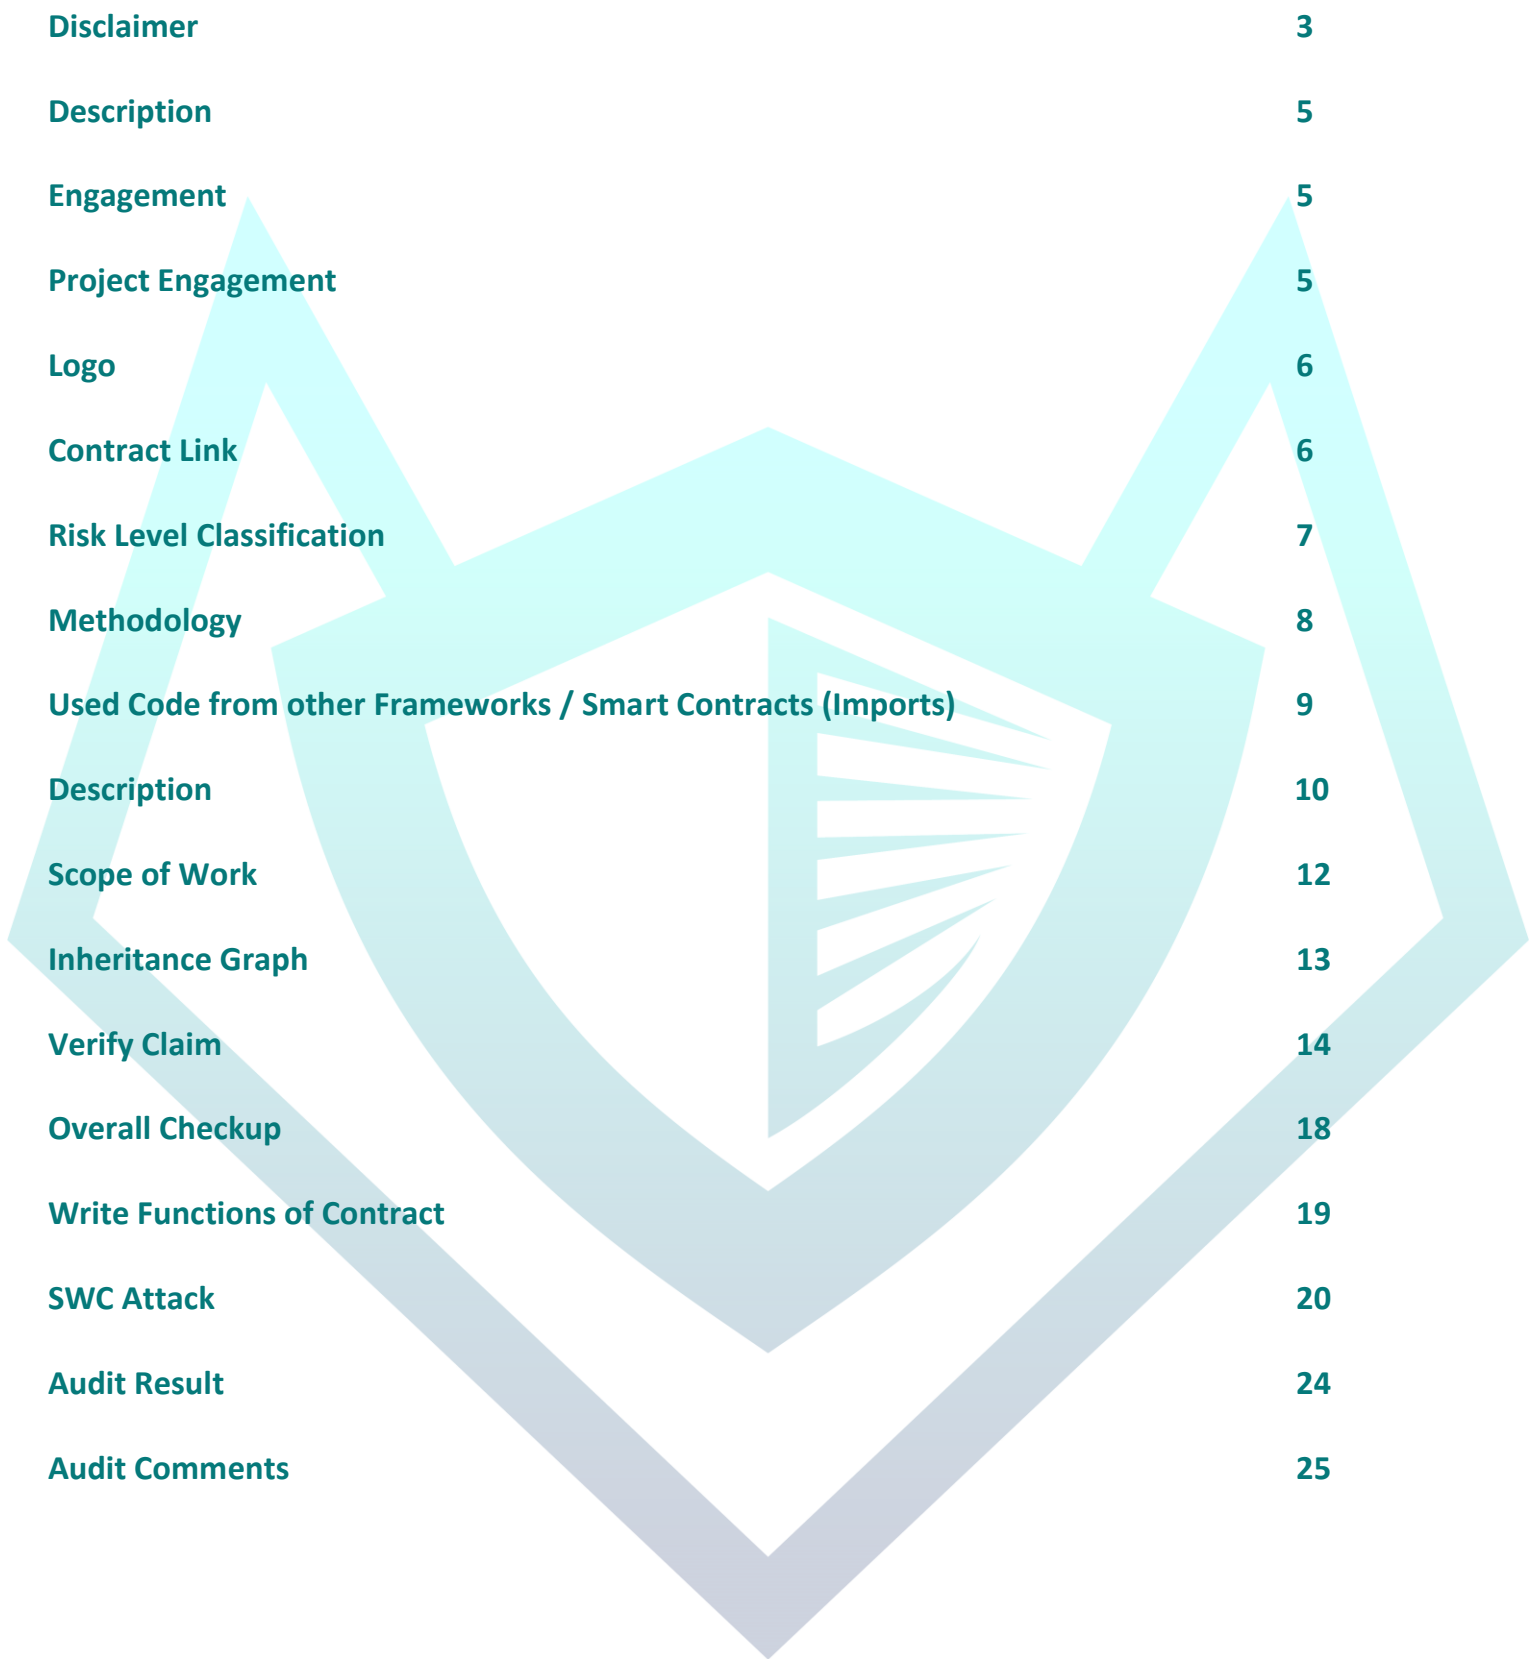 Disclaimer 3
Description 5
Engagement 5
Project Engagement 5
Logo 6
Contract Link 6
Risk Level Classification 7
Methodology 8
Used Code from other Frameworks / Smart Contracts (Imports) 9
Description 10
Scope of Work 12
Inheritance Graph 13
Verify Claim 14
Overall Checkup 18
Write Functions of Contract 19
SWC Attack 20
Audit Result 24
Audit Comments 25